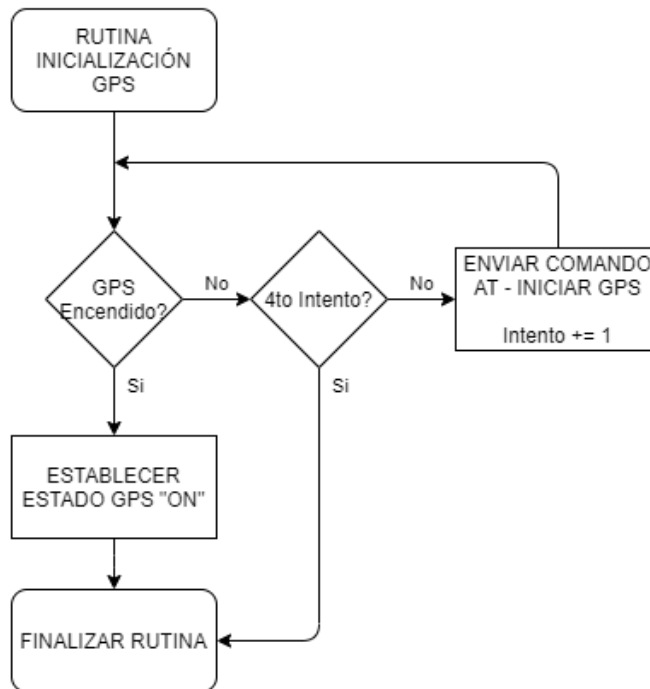 RUTINA
INICIALIZACIÓN
GPS
GPS
Encendido?
No
4to Intento?
No
ENVIAR COMANDO
AT - INICIAR GPS
Intento += 1
Si
Si
ESTABLECER
ESTADO GPS "ON"
FINALIZAR RUTINA